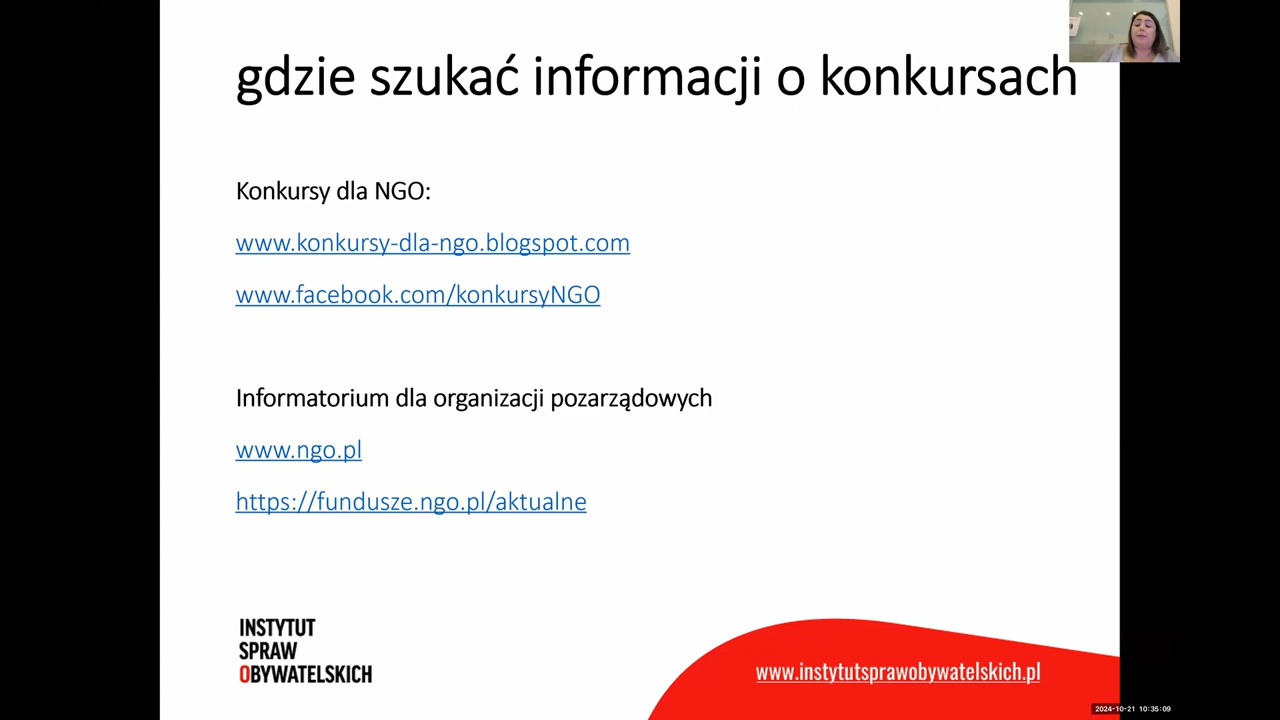 gdzie szukać informacji o konkursach
Konkursy dla NGO:
www.konkursy-dla-ngo.blogspot.com
www.facebook.com/konkursyNGO
Informatorium dla organizacji pozarządowych
www.ngo.pl
https://fundusze.ngo.pl/aktualne
INSTYTUT
SPRAW
OBYWATELSKICH
www.instytutsprawobywatelskich.pl
2024-10-21 10:35:09